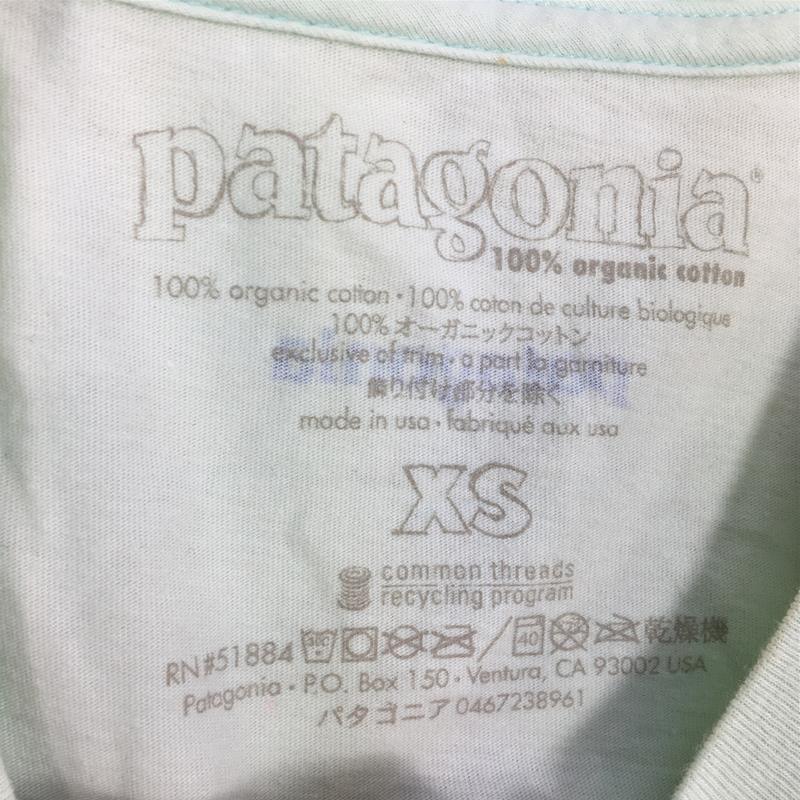 patagonia®
100% organic cotton
100% organic cotton · 100% coton de culture biologique
100% オーガニックコットン
exclusive of trim · a part la garniture
飾り付け部分を除く
made in usa · fabriqué aux usa
XS
common threads
recycling program
RN#51884 40 乾燥機
Patagonia · P.O. Box 150 · Ventura, CA 93002 USA
パタゴニア 0467238961